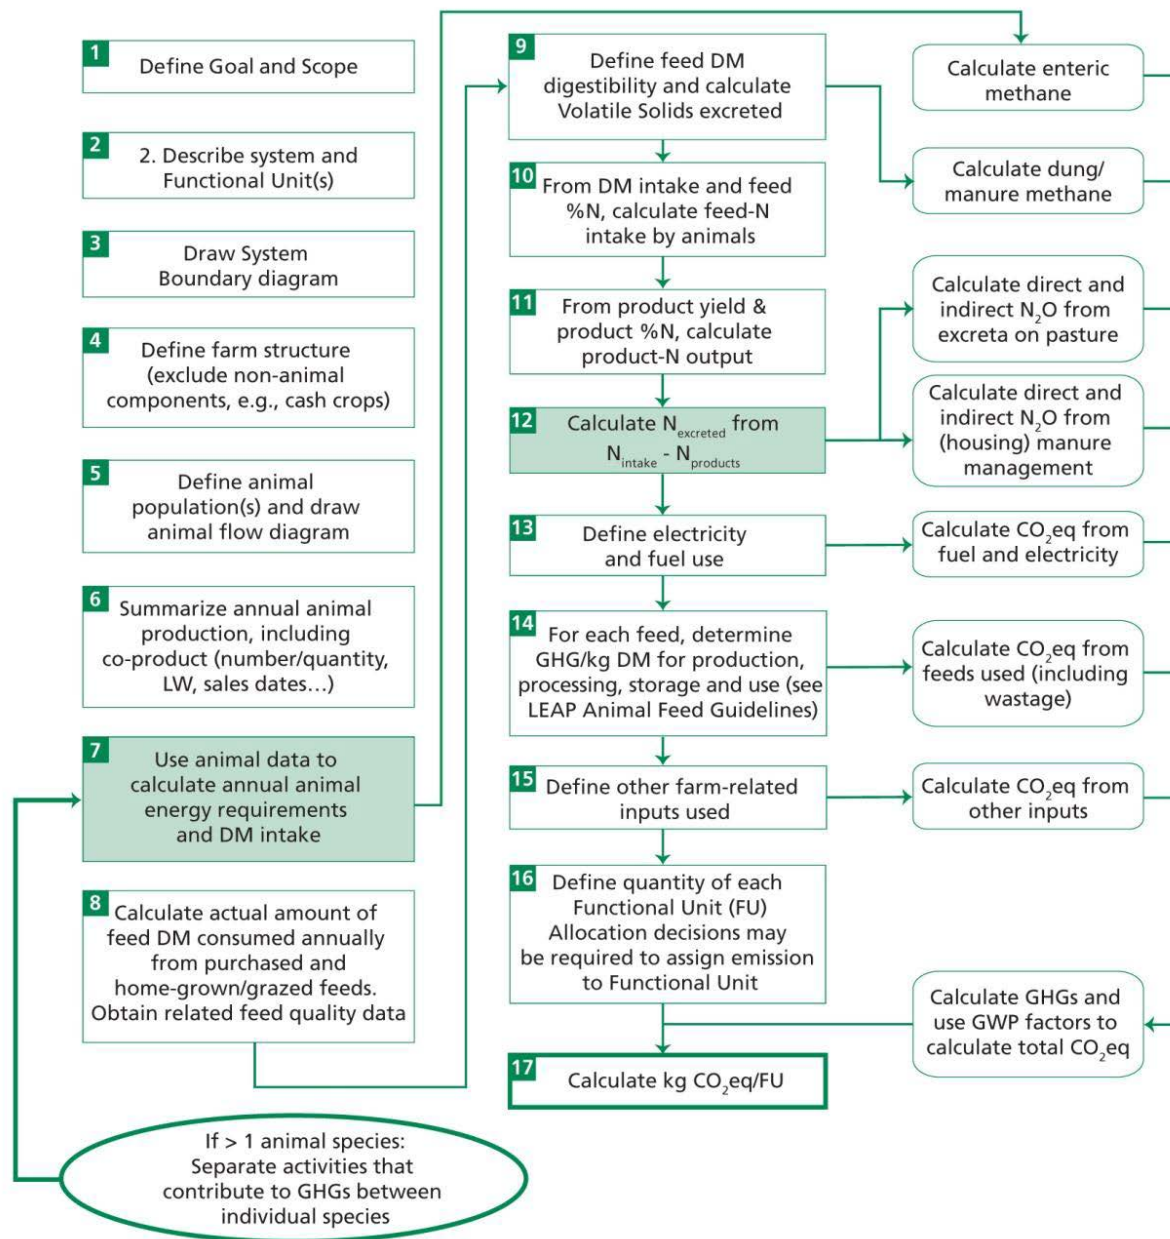 1
Define Goal and Scope
2
2. Describe system and
Functional Unit(s)
3
Draw System
Boundary diagram
4
Define farm structure
(exclude non-animal
components, e.g., cash crops)
5
Define animal
population(s) and draw
animal flow diagram
6
Summarize annual animal
production, including
co-product (number/quantity,
LW, sales dates…)
7
Use animal data to
calculate annual animal
energy requirements
and DM intake
8
Calculate actual amount of
feed DM consumed annually
from purchased and
home-grown/grazed feeds.
Obtain related feed quality data
If > 1 animal species:
Separate activities that
contribute to GHGs between
individual species
9
Define feed DM
digestibility and calculate
Volatile Solids excreted
10
From DM intake and feed
%N, calculate feed-N
intake by animals
11
From product yield &
product %N, calculate
product-N output
12
Calculate N excreted from
N intake - N products
13
Define electricity
and fuel use
14
For each feed, determine
GHG/kg DM for production,
processing, storage and use (see
LEAP Animal Feed Guidelines)
15
Define other farm-related
inputs used
16
Define quantity of each
Functional Unit (FU)
Allocation decisions may
be required to assign emission
to Functional Unit
17
Calculate kg CO₂eq/FU
Calculate enteric
methane
Calculate dung/
manure methane
Calculate direct and
indirect N₂O from
excreta on pasture
Calculate direct and
indirect N₂O from
(housing) manure
management
Calculate CO₂eq from
fuel and electricity
Calculate CO₂eq from
feeds used (including
wastage)
Calculate CO₂eq from
other inputs
Calculate GHGs and
use GWP factors to
calculate total CO₂eq